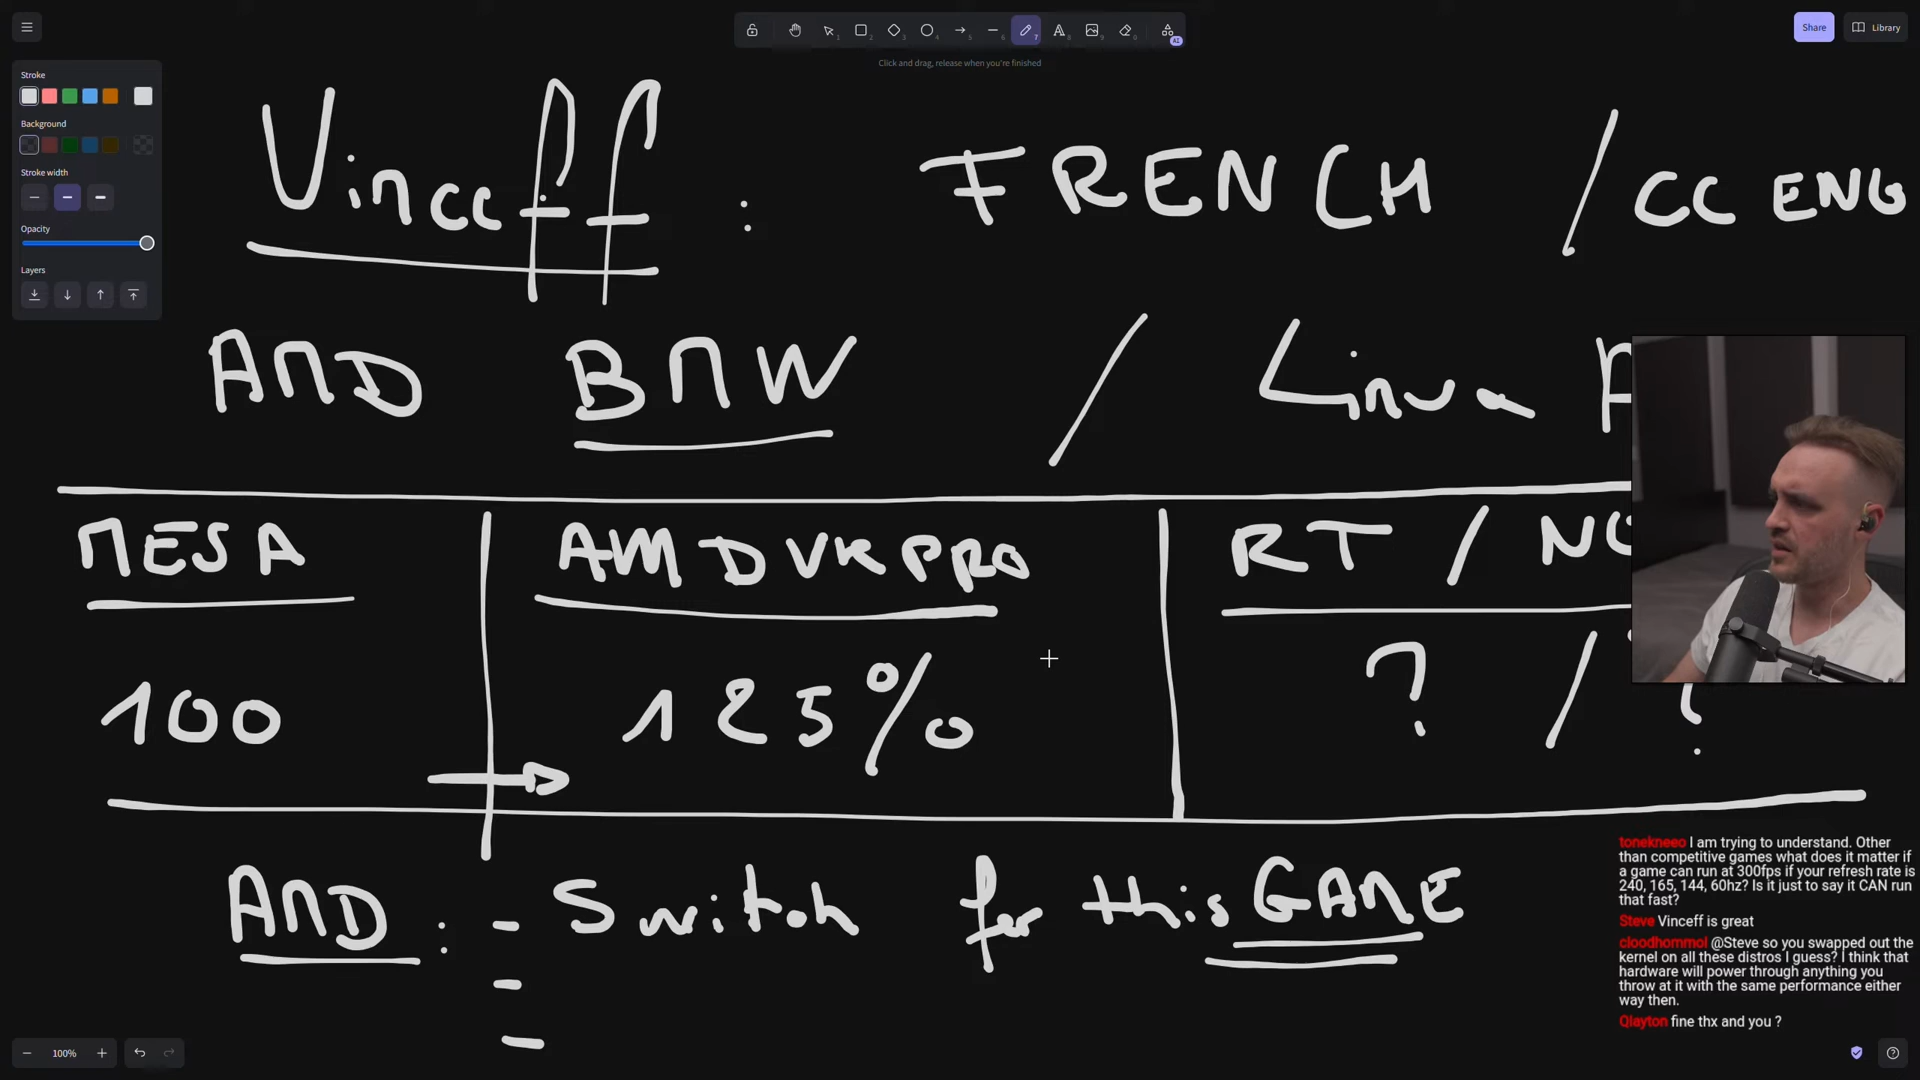 Share
Library
Click and drag, release when you're finished
Stroke
Background
Stroke width
Opacity
Layers
Vinceff : FRENCH / CC ENG
AMD BMW / Linux
MESA AMDVKPRO RT /
100 125% ? / ?
AMD : - Switch for this GAME
-
-
tonekneeo I am trying to understand. Other
than competitive games what does it matter if
a game can run at 300fps if your refresh rate is
240, 165, 144, 60hz? Is it just to say it CAN run
that fast?
Steve Vinceff is great
cloodhommol @Steve so you swapped out the
kernel on all these distros I guess? I think that
hardware will power through anything you
throw at it with the same performance either
way then.
Qlayton fine thx and you ?
100%